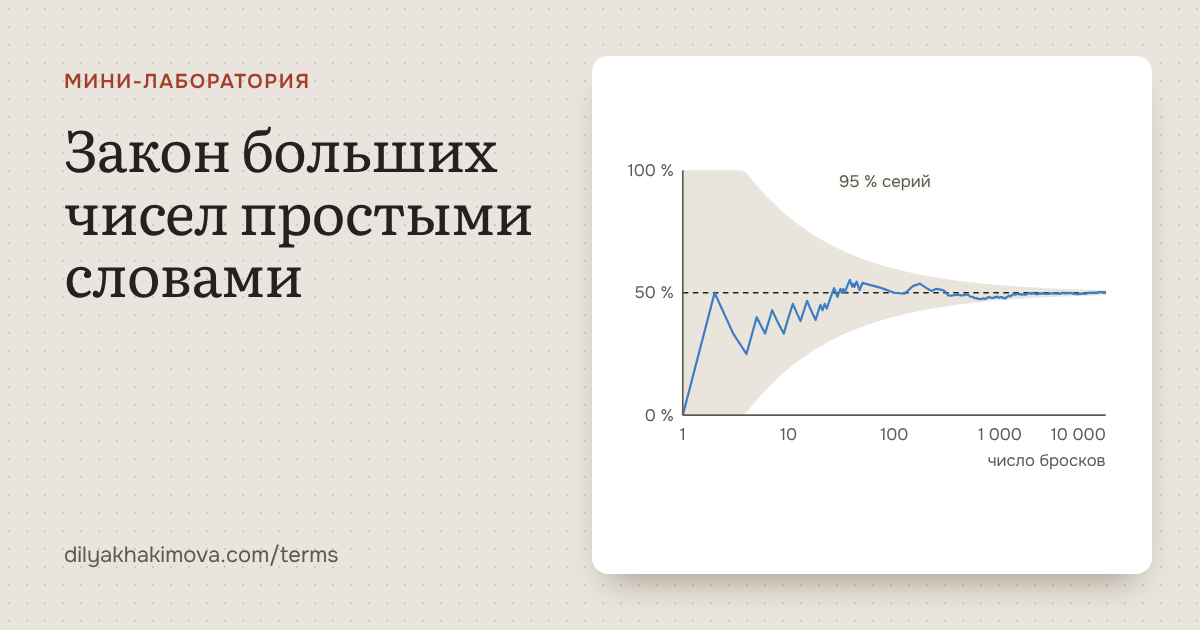 МИНИ-ЛАБОРАТОРИЯ
Закон больших
чисел простыми
словами
dilyakhakimova.com/terms
95 % серий
100 %
50 %
0 %
1 10 100 1 000 10 000
число бросков